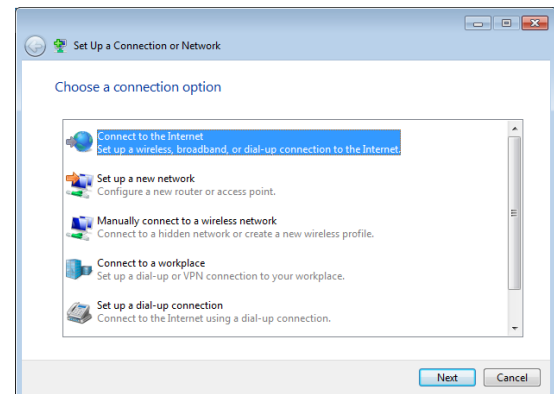 Set Up a Connection or Network
Choose a connection option
Connect to the Internet
Set up a wireless, broadband, or dial-up connection to the Internet.
Set up a new network
Configure a new router or access point.
Manually connect to a wireless network
Connect to a hidden network or create a new wireless profile.
Connect to a workplace
Set up a dial-up or VPN connection to your workplace.
Set up a dial-up connection
Connect to the Internet using a dial-up connection.
Next Cancel